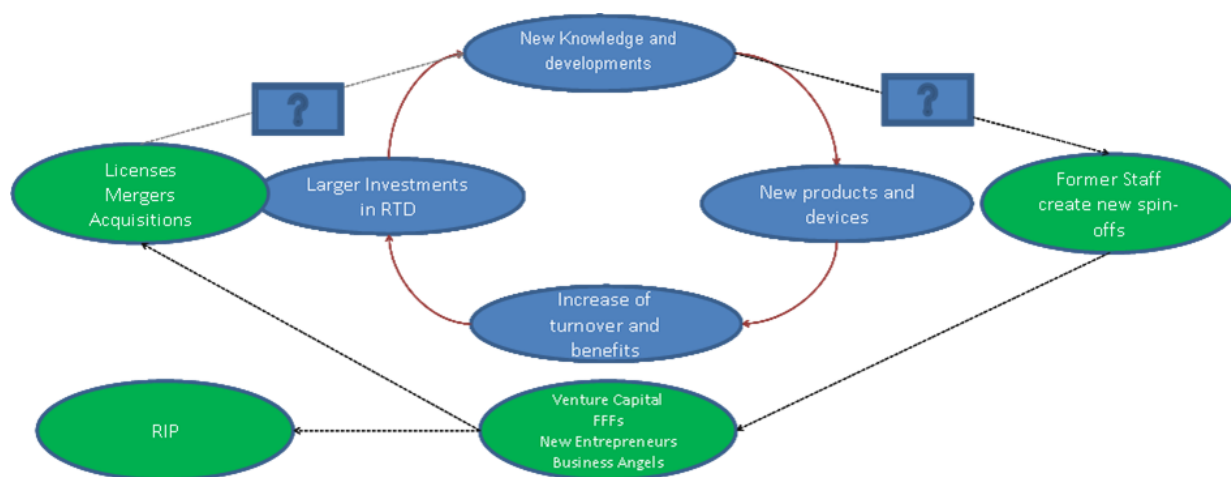 New Knowledge and
developments
?
?
Licenses
Mergers
Acquisitions
Larger Investments
in RTD
New products and
devices
Former Staff
create new spin-
offs
Increase of
turnover and
benefits
RIP
Venture Capital
FFFs
New Entrepreneurs
Business Angels